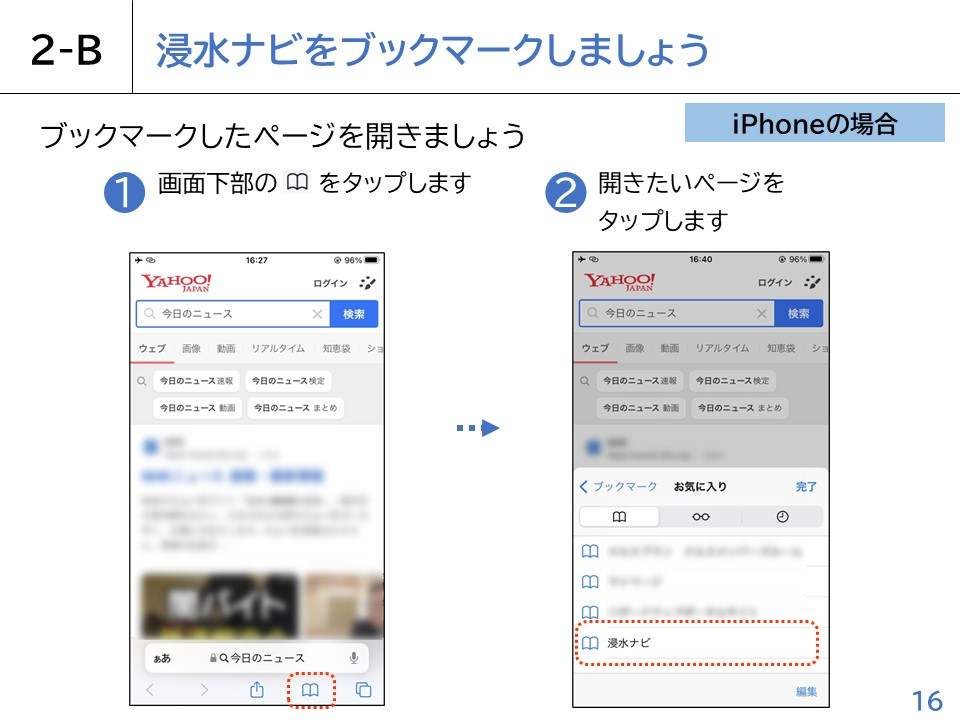 2-B
浸水ナビをブックマークしましょう
iPhoneの場合
ブックマークしたページを開きましょう
1 画面下部の をタップします
2 開きたいページを
タップします
16:27
96%
YAHOO!
JAPAN
ログイン
今日のニュース
検索
ウェブ 画像 動画 リアルタイム 知恵袋 ショ
今日のニュース 速報 今日のニュース 検定
今日のニュース 動画 今日のニュース まとめ
ぁあ 今日のニュース
16:40
96%
YAHOO!
JAPAN
ログイン
今日のニュース
検索
ウェブ 画像 動画 リアルタイム 知恵袋 ショ
今日のニュース 速報 今日のニュース 検定
今日のニュース 動画 今日のニュース まとめ
ブックマーク お気に入り 完了
浸水ナビ
編集
16